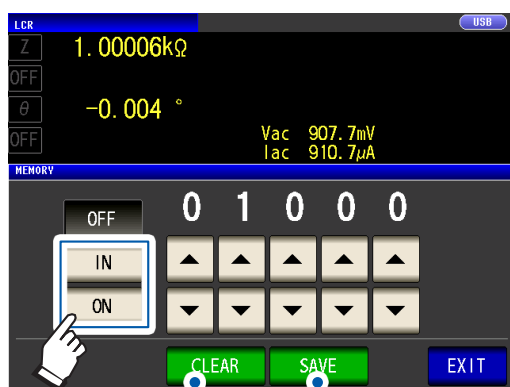 LCR USB
Z 1.00006kΩ
OFF
θ -0.004 °
OFF
Vac 907.7mV
Iac 910.7μA
MEMORY
OFF 0 1 0 0 0
IN
ON
CLEAR SAVE EXIT